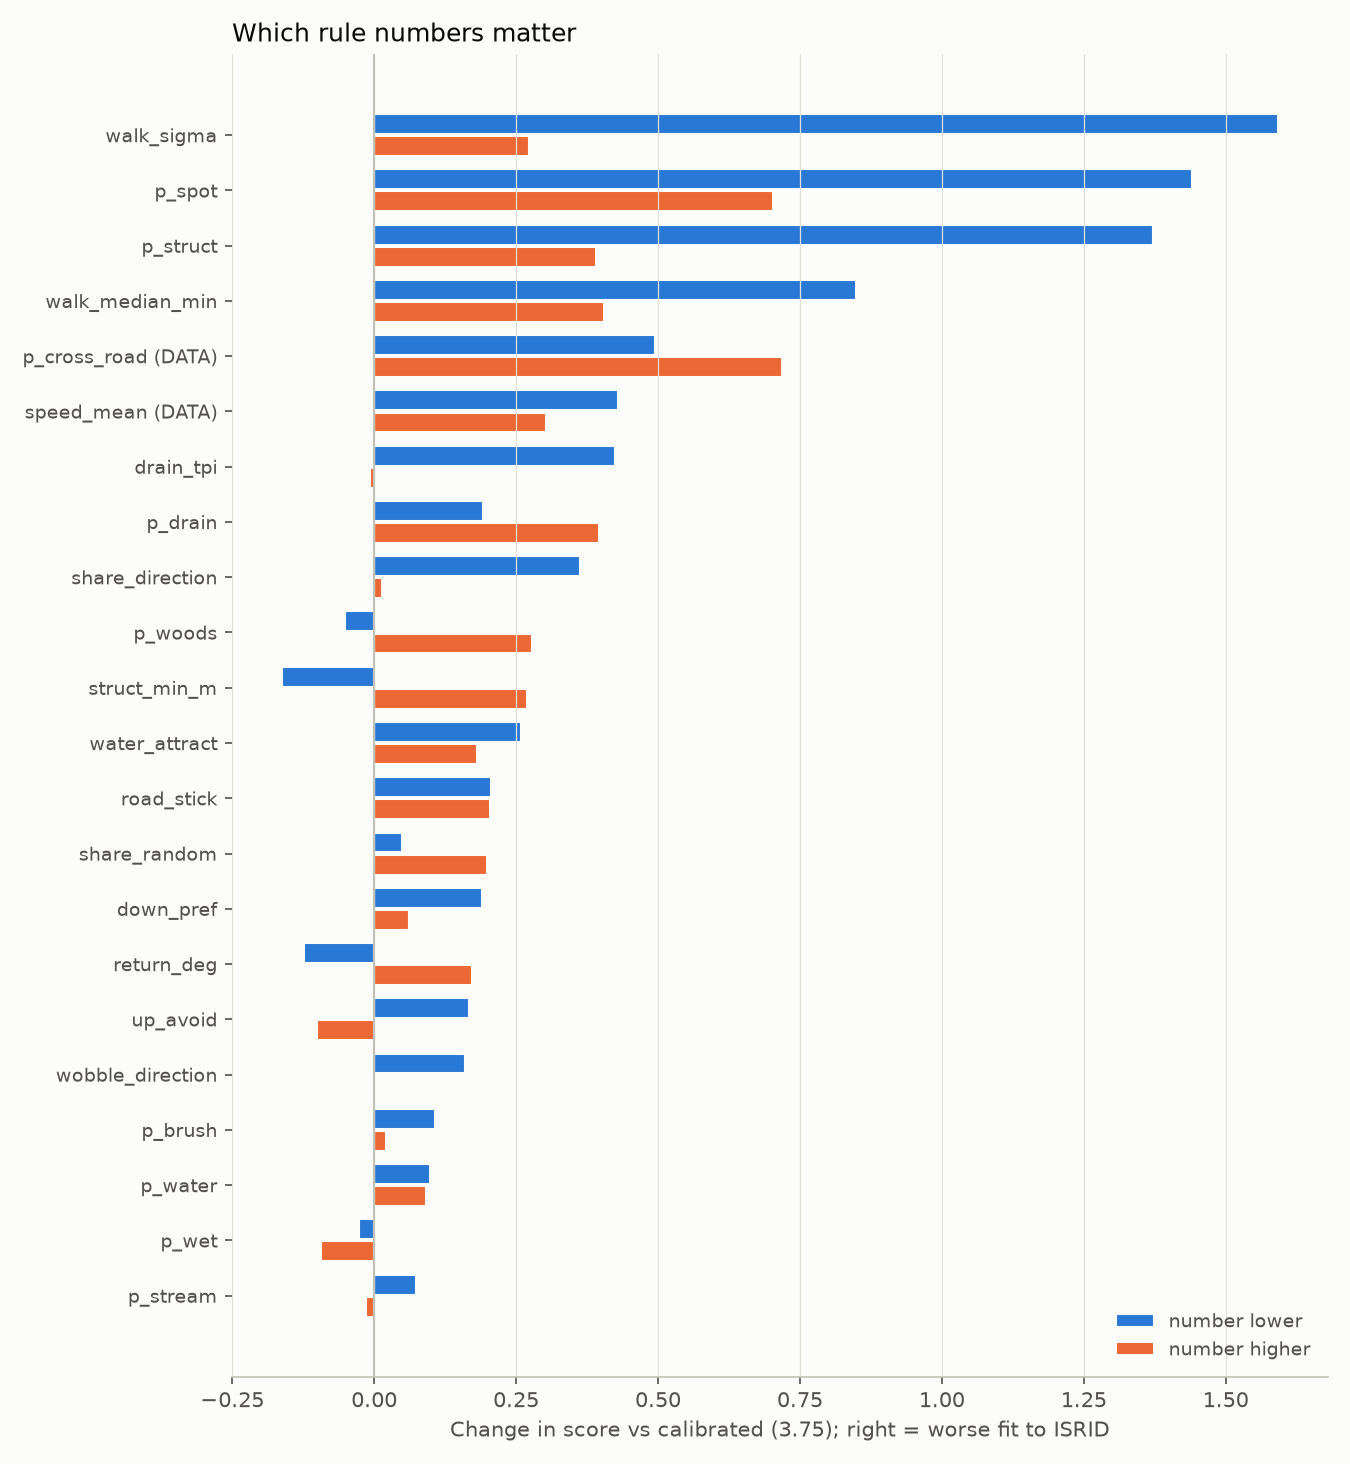 Which rule numbers matter
walk_sigma
p_spot
p_struct
walk_median_min
p_cross_road (DATA)
speed_mean (DATA)
drain_tpi
p_drain
share_direction
p_woods
struct_min_m
water_attract
road_stick
share_random
down_pref
return_deg
up_avoid
wobble_direction
p_brush
p_water
p_wet
p_stream
number lower
number higher
−0.25 0.00 0.25 0.50 0.75 1.00 1.25 1.50
Change in score vs calibrated (3.75); right = worse fit to ISRID